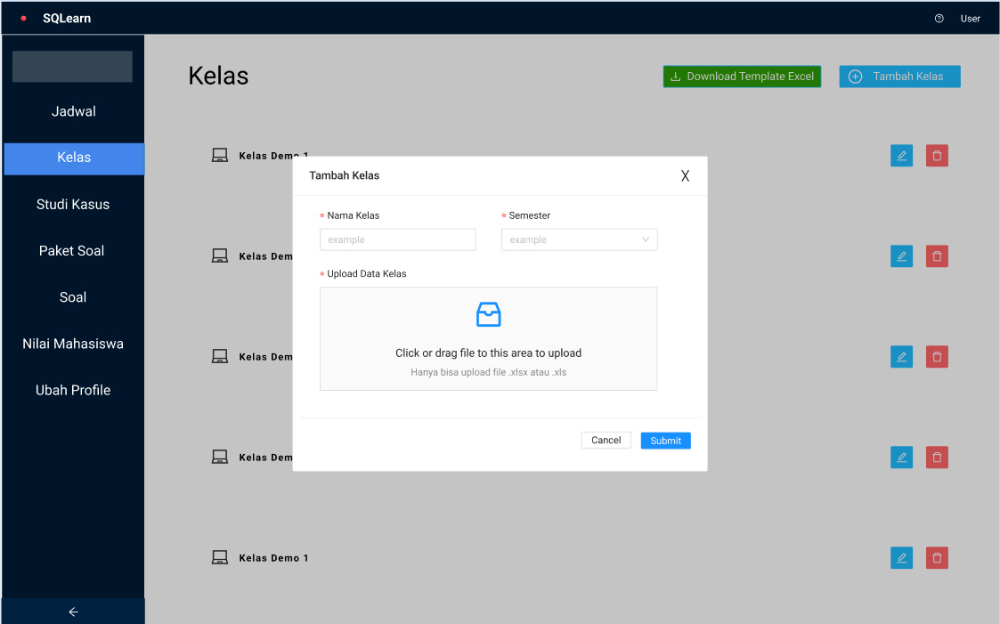 SQLearn
User
Jadwal
Kelas
Studi Kasus
Paket Soal
Soal
Nilai Mahasiswa
Ubah Profile
Kelas
Download Template Excel
Tambah Kelas
Kelas Demo 1
Kelas Dem
Kelas Dem
Kelas Dem
Kelas Demo 1
Tambah Kelas
X
* Nama Kelas
* Semester
example
example
* Upload Data Kelas
Click or drag file to this area to upload
Hanya bisa upload file .xlsx atau .xls
Cancel
Submit